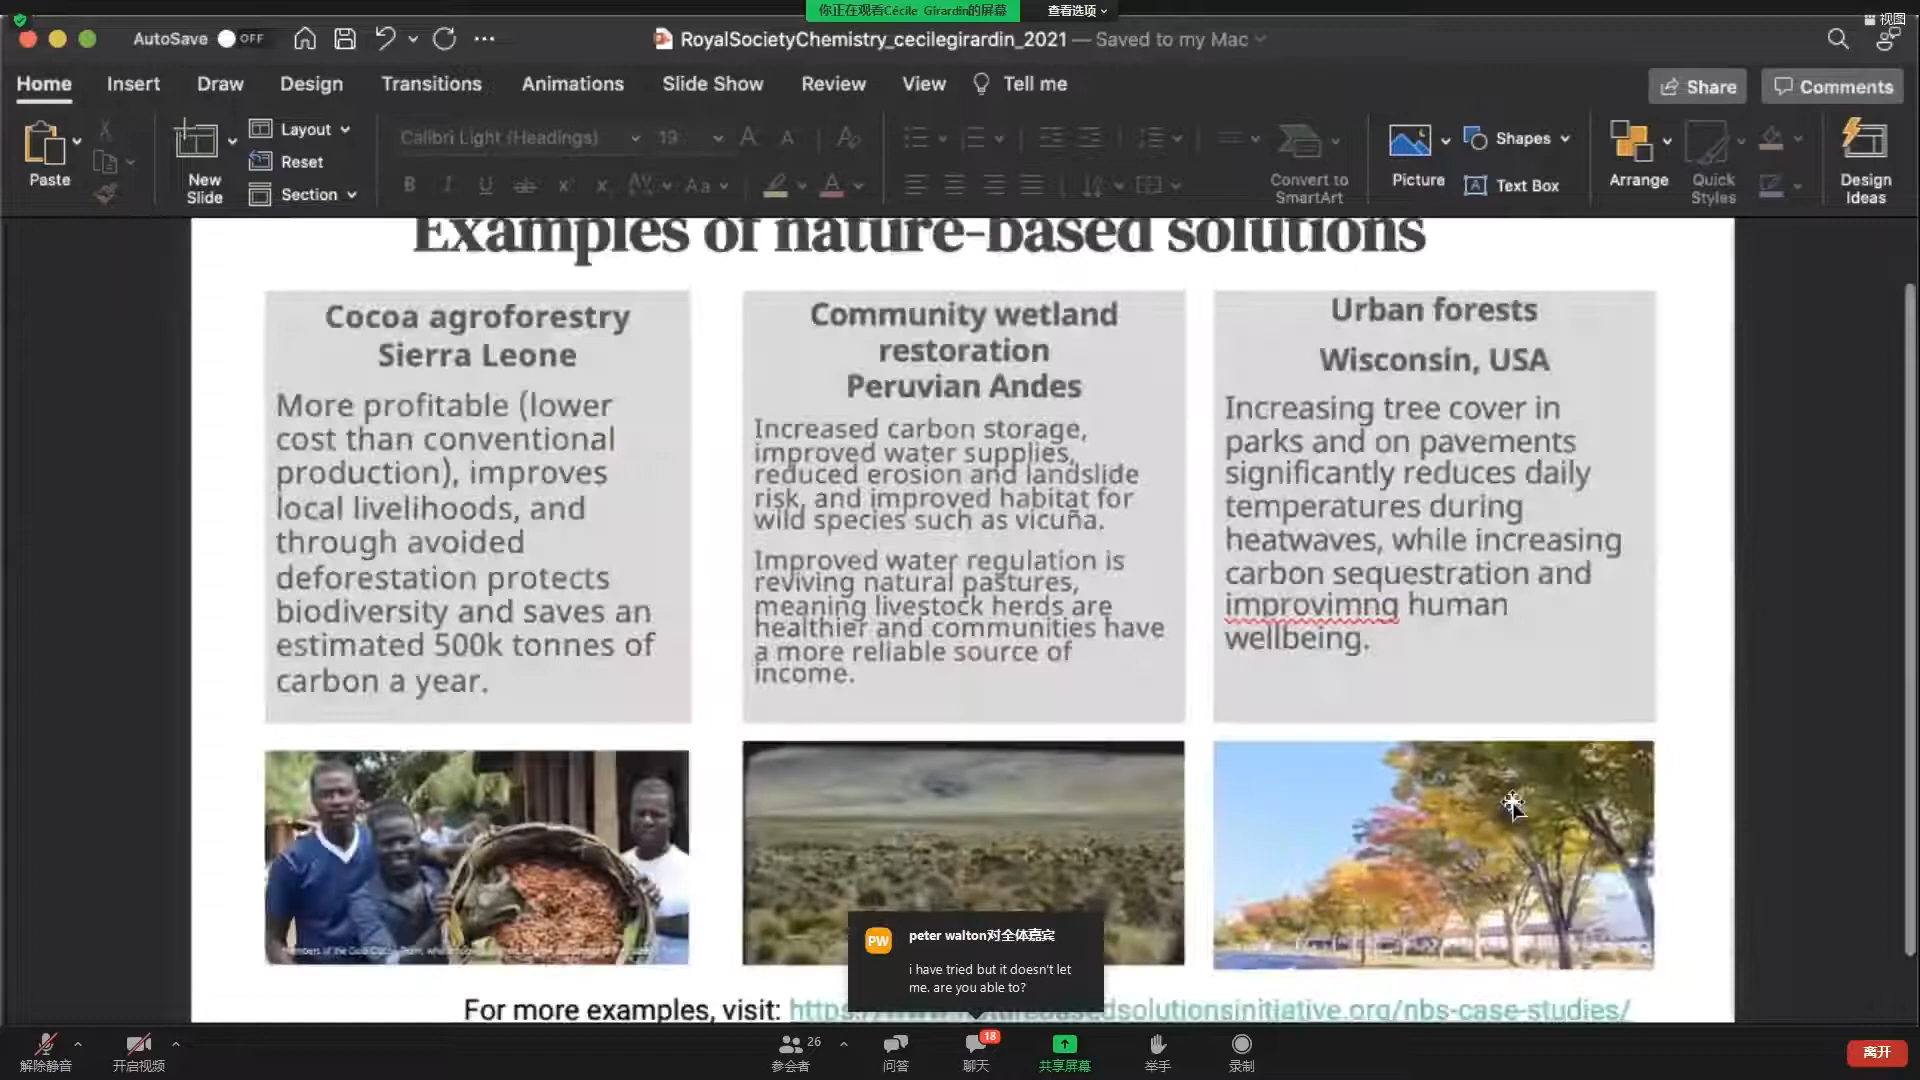 你正在观看Cécile Girardin的屏幕
查看选项
视图
AutoSave OFF
RoyalSocietyChemistry_cecilegirardin_2021 — Saved to my Mac
Home Insert Draw Design Transitions Animations Slide Show Review View Tell me
Share
Comments
Paste
New
Slide
Layout
Reset
Section
Calibri Light (Headings)
19
Convert to
SmartArt
Picture
Shapes
Text Box
Arrange
Quick
Styles
Design
Ideas
Examples of nature-based solutions
Cocoa agroforestry
Sierra Leone
More profitable (lower
cost than conventional
production), improves
local livelihoods, and
through avoided
deforestation protects
biodiversity and saves an
estimated 500k tonnes of
carbon a year.
Community wetland
restoration
Peruvian Andes
Increased carbon storage,
improved water supplies,
reduced erosion and landslide
risk, and improved habitat for
wild species such as vicuña.
Improved water regulation is
reviving natural pastures,
meaning livestock herds are
healthier and communities have
a more reliable source of
income.
Urban forests
Wisconsin, USA
Increasing tree cover in
parks and on pavements
significantly reduces daily
temperatures during
heatwaves, while increasing
carbon sequestration and
improvimng human
wellbeing.
PW
peter walton对全体嘉宾
i have tried but it doesn't let
me. are you able to?
For more examples, visit: https://www.naturebasedsolutionsinitiative.org/nbs-case-studies/
解除静音
开启视频
参会者 26
问答
聊天 18
共享屏幕
举手
录制
离开